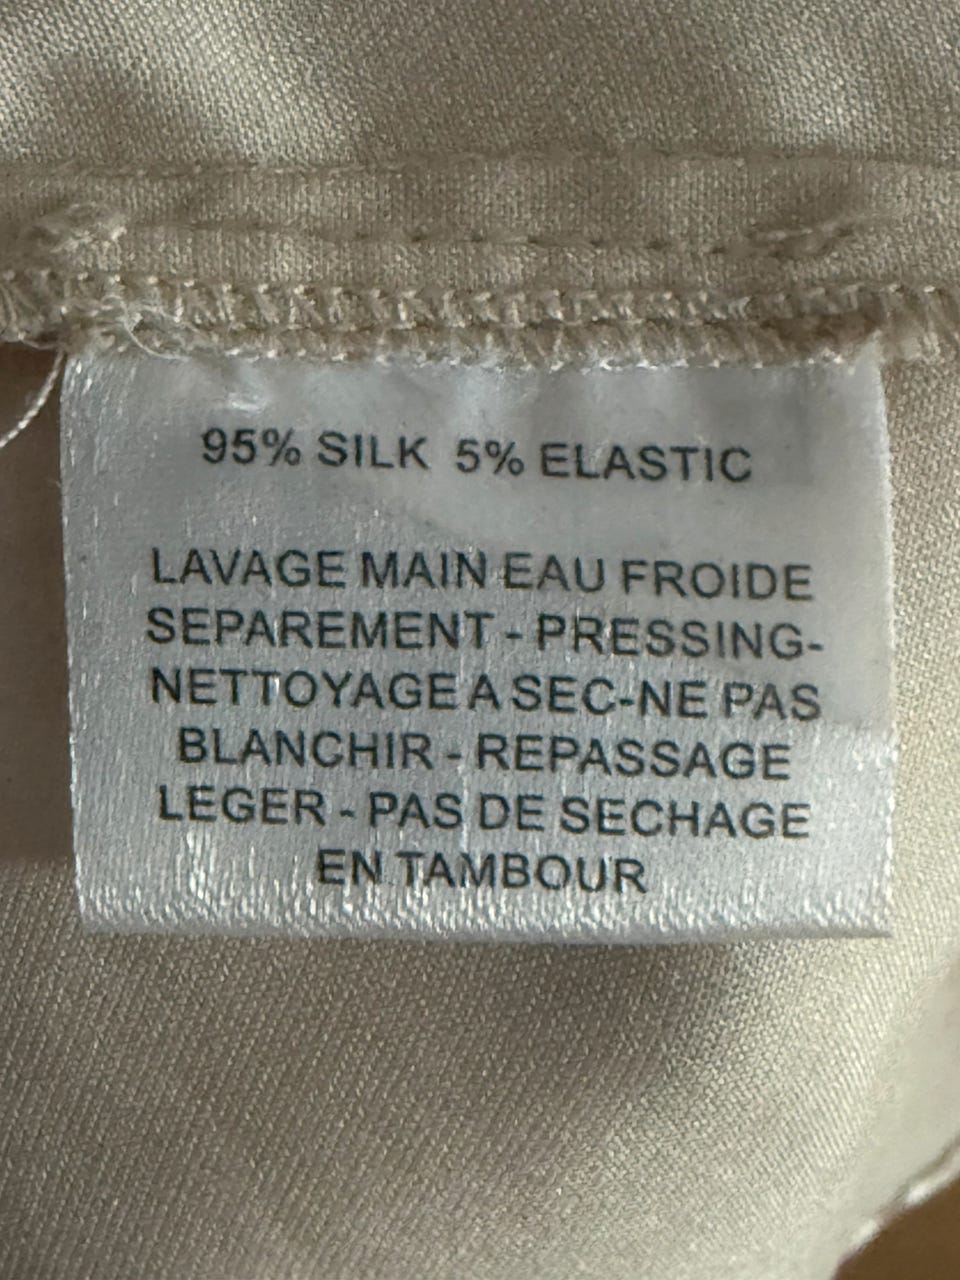 95% SILK 5% ELASTIC
LAVAGE MAIN EAU FROIDE
SEPAREMENT - PRESSING-
NETTOYAGE A SEC-NE PAS
BLANCHIR - REPASSAGE
LEGER - PAS DE SECHAGE
EN TAMBOUR